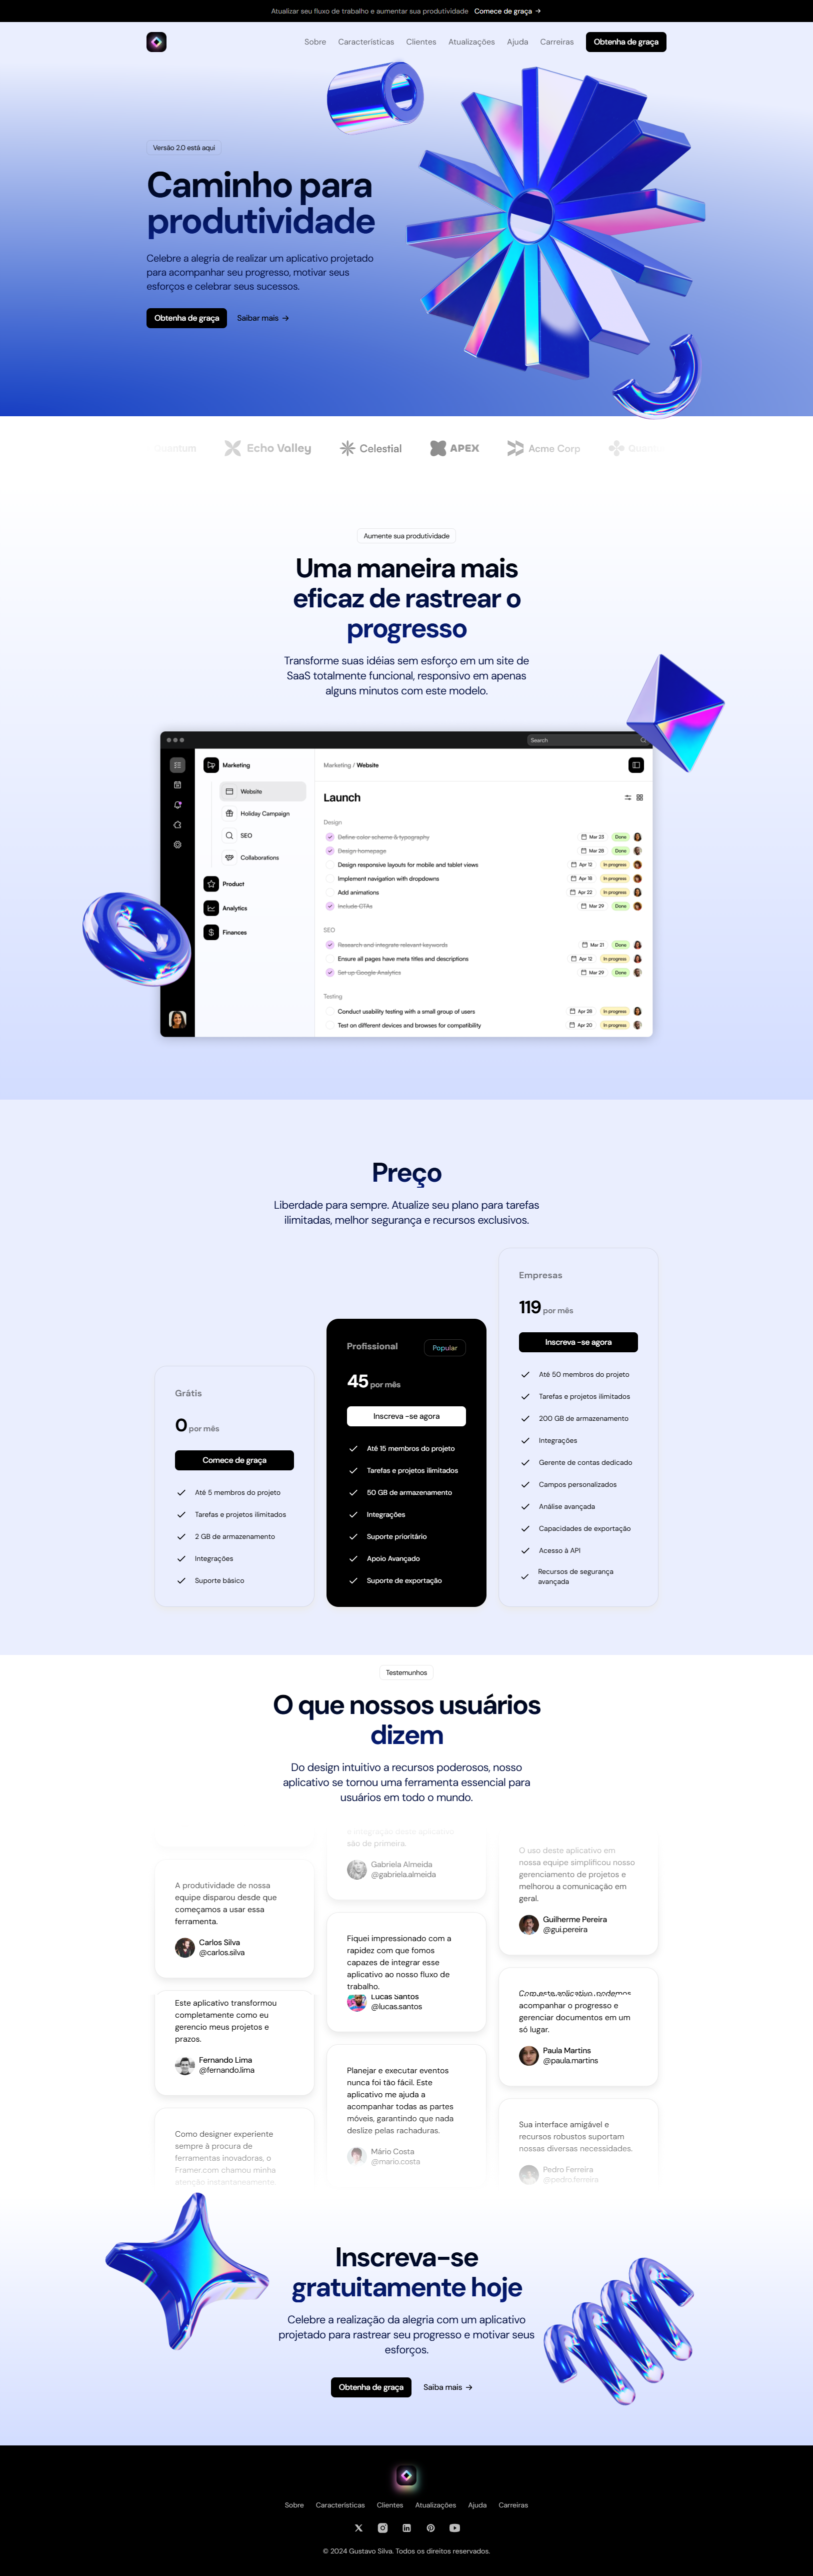 Atualizar seu fluxo de trabalho e aumentar sua produtividade Comece de graça →
Sobre Características Clientes Atualizações Ajuda Carreiras Obtenha de graça
Versão 2.0 está aqui
Caminho para
produtividade
Celebre a alegria de realizar um aplicativo projetado
para acompanhar seu progresso, motivar seus
esforços e celebrar seus sucessos.
Obtenha de graça Saibar mais →
Echo Valley Celestial APEX Acme Corp
Aumente sua produtividade
Uma maneira mais
eficaz de rastrear o
progresso
Transforme suas idéias sem esforço em um site de
SaaS totalmente funcional, responsivo em apenas
alguns minutos com este modelo.
Search
Marketing
Website
Holiday Campaign
SEO
Collaborations
Product
Analytics
Finances
Marketing / Website
Launch
Design
Define color scheme & typography Mar 23 Done
Design homepage Mar 28 Done
Design responsive layouts for mobile and tablet views Apr 12 In progress
Implement navigation with dropdowns Apr 18 In progress
Add animations Apr 22 In progress
Include CTAs Mar 29 Done
SEO
Research and integrate relevant keywords Mar 21 Done
Ensure all pages have meta titles and descriptions Apr 12 In progress
Set up Google Analytics Mar 29 Done
Testing
Conduct usability testing with a small group of users Apr 28 In progress
Test on different devices and browses for compatibility Apr 20 In progress
Preço
Liberdade para sempre. Atualize seu plano para tarefas
ilimitadas, melhor segurança e recursos exclusivos.
Grátis
0 por mês
Comece de graça
Até 5 membros do projeto
Tarefas e projetos ilimitados
2 GB de armazenamento
Integrações
Suporte básico
Profissional Popular
45 por mês
Inscreva -se agora
Até 15 membros do projeto
Tarefas e projetos ilimitados
50 GB de armazenamento
Integrações
Suporte prioritário
Apoio Avançado
Suporte de exportação
Empresas
119 por mês
Inscreva -se agora
Até 50 membros do projeto
Tarefas e projetos ilimitados
200 GB de armazenamento
Integrações
Gerente de contas dedicado
Campos personalizados
Análise avançada
Capacidades de exportação
Acesso à API
Recursos de segurança
avançada
Testemunhos
O que nossos usuários
dizem
Do design intuitivo a recursos poderosos, nosso
aplicativo se tornou uma ferramenta essencial para
usuários em todo o mundo.
A produtividade de nossa
equipe disparou desde que
começamos a usar essa
ferramenta.
Carlos Silva
@carlos.silva
Este aplicativo transformou
completamente como eu
gerencio meus projetos e
prazos.
Fernando Lima
@fernando.lima
Como designer experiente
sempre à procura de
ferramentas inovadoras, o
Framer.com chamou minha
atenção instantaneamente.
são de primeira.
Gabriela Almeida
@gabriela.almeida
Fiquei impressionado com a
rapidez com que fomos
capazes de integrar esse
aplicativo ao nosso fluxo de
trabalho.
Lucas Santos
@lucas.santos
Planejar e executar eventos
nunca foi tão fácil. Este
aplicativo me ajuda a
acompanhar todas as partes
móveis, garantindo que nada
deslize pelas rachaduras.
Mário Costa
@mario.costa
O uso deste aplicativo em
nossa equipe simplificou nosso
gerenciamento de projetos e
melhorou a comunicação em
geral.
Guilherme Pereira
@gui.pereira
Com este aplicativo, podemos
acompanhar o progresso e
gerenciar documentos em um
só lugar.
Paula Martins
@paula.martins
Sua interface amigável e
recursos robustos suportam
nossas diversas necessidades.
Pedro Ferreira
@pedro.ferreira
Inscreva-se
gratuitamente hoje
Celebre a realização da alegria com um aplicativo
projetado para rastrear seu progresso e motivar seus
esforços.
Obtenha de graça Saiba mais →
Sobre Características Clientes Atualizações Ajuda Carreiras
© 2024 Gustavo Silva. Todos os direitos reservados.